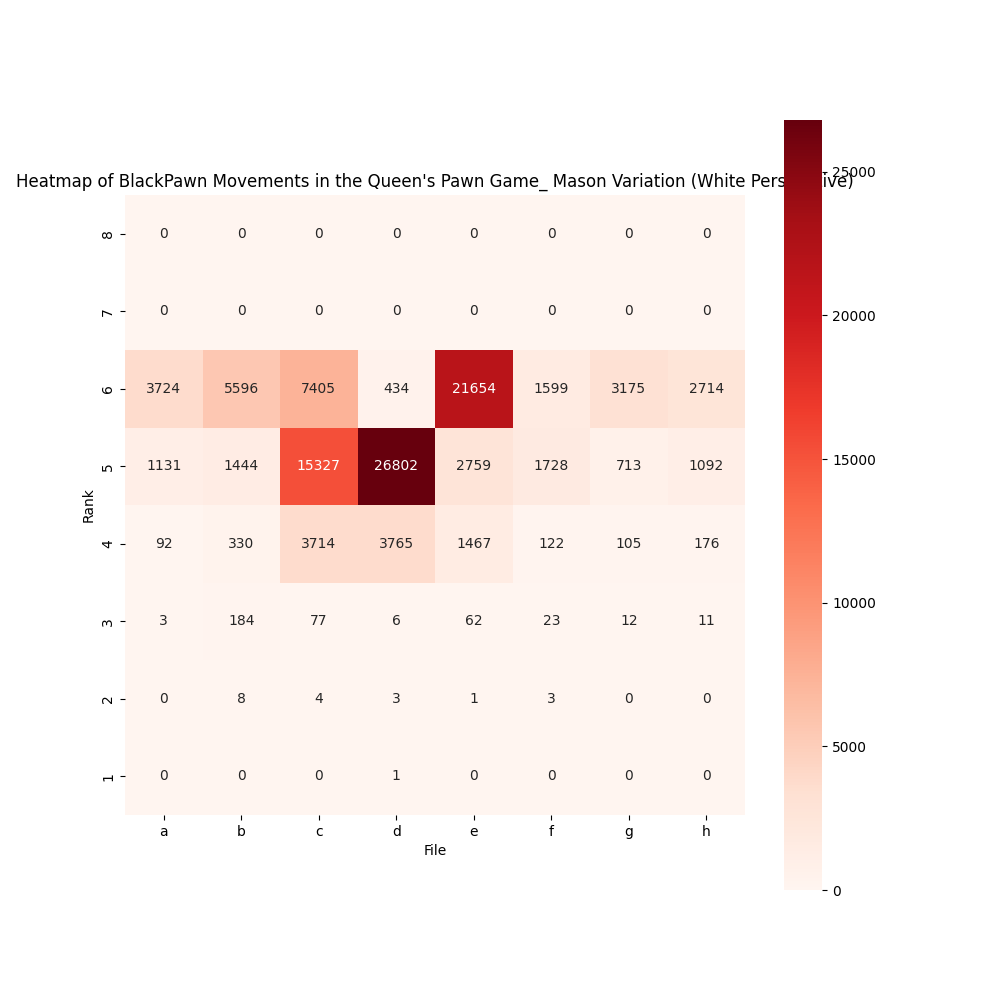 Heatmap of BlackPawn Movements in the Queen's Pawn Game_ Mason Variation (White Pers ive)
25000
8 0 0 0 0 0 0 0 0
7 0 0 0 0 0 0 0 0
20000
6 3724 5596 7405 434 21654 1599 3175 2714
15000
5 1131 1444 15327 26802 2759 1728 713 1092
Rank
4 92 330 3714 3765 1467 122 105 176
10000
3 3 184 77 6 62 23 12 11
2 0 8 4 3 1 3 0 0
5000
1 0 0 0 1 0 0 0 0
a b c d e f g h
File
0